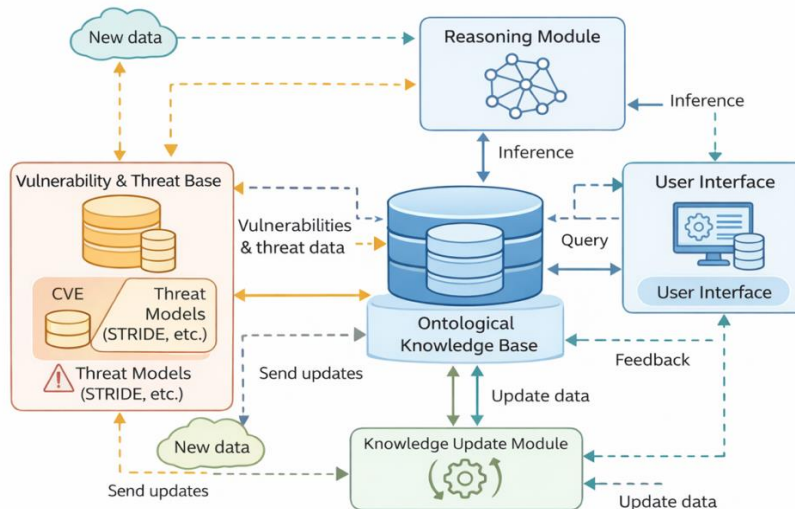 New data
Reasoning Module
Inference
Inference
Vulnerability & Threat Base
User Interface
Vulnerabilities
& threat data
Query
CVE
Threat
Models
(STRIDE, etc.)
User Interface
Ontological
Knowledge Base
Threat Models
(STRIDE, etc.)
Send updates
Feedback
Update data
New data
Knowledge Update Module
Send updates
Update data